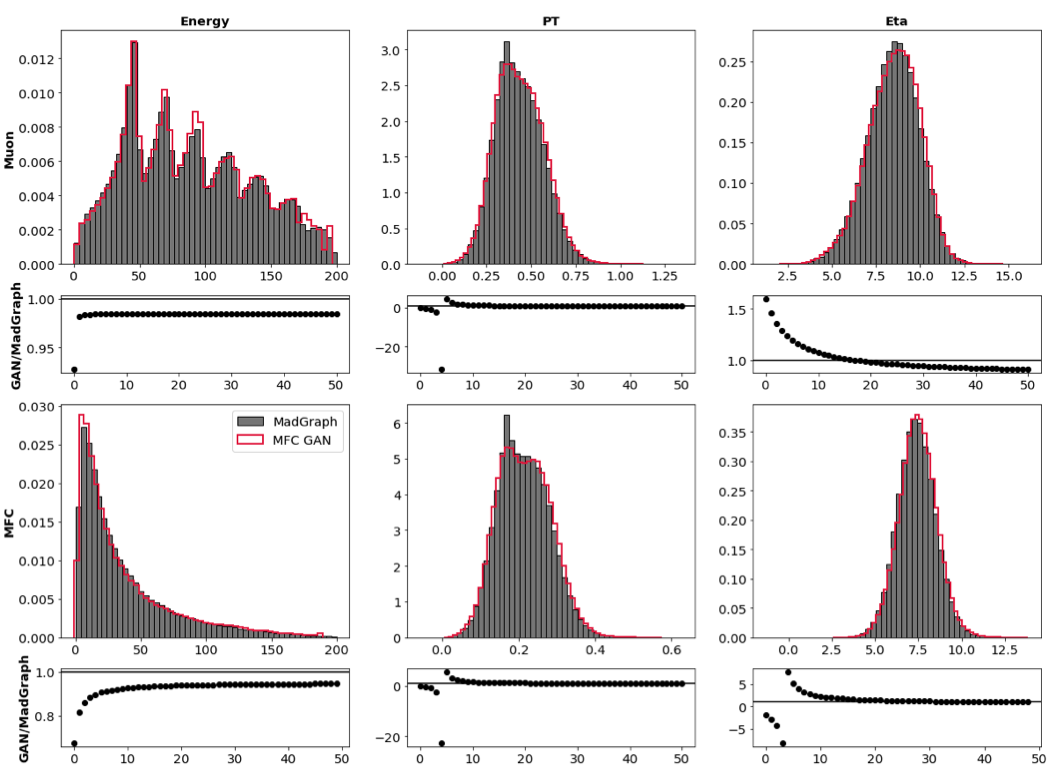 Energy
PT
Eta
Muon
0.012
0.010
0.008
0.006
0.004
0.002
0.000
0 50 100 150 200
3.0
2.5
2.0
1.5
1.0
0.5
0.0
0.00 0.25 0.50 0.75 1.00 1.25
0.25
0.20
0.15
0.10
0.05
0.00
2.5 5.0 7.5 10.0 12.5 15.0
GAN/MadGraph
1.00
0.95
0 10 20 30 40 50
0
−20
0 10 20 30 40 50
1.5
1.0
0 10 20 30 40 50
MFC
0.030
0.025
0.020
0.015
0.010
0.005
0.000
0 50 100 150 200
MadGraph
MFC GAN
6
5
4
3
2
1
0
0.0 0.2 0.4 0.6
0.35
0.30
0.25
0.20
0.15
0.10
0.05
0.00
0.0 2.5 5.0 7.5 10.0 12.5
GAN/MadGraph
1.0
0.8
0 10 20 30 40 50
0
−20
0 10 20 30 40 50
5
0
−5
0 10 20 30 40 50